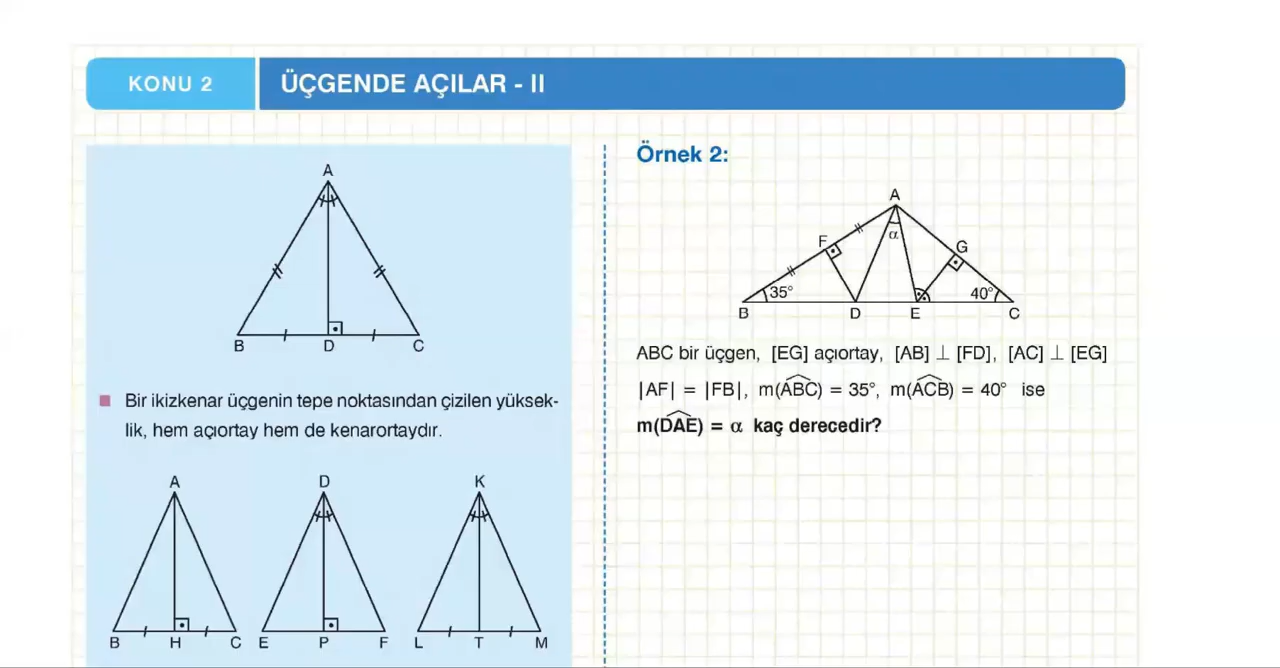 KONU 2
ÜÇGENDE AÇILAR - II
A
B
D
C
Bir ikizkenar üçgenin tepe noktasından çizilen yüksek-
lik, hem açıortay hem de kenarortaydır.
A
D
K
B
H
C
E
P
F
L
T
M
Örnek 2:
A
α
F
G
35°
40°
B
D
E
C
ABC bir üçgen, [EG] açıortay, [AB] ⊥ [FD], [AC] ⊥ [EG]
|AF| = |FB|, m(ABC) = 35°, m(ACB) = 40° ise
m(DAE) = α kaç derecedir?